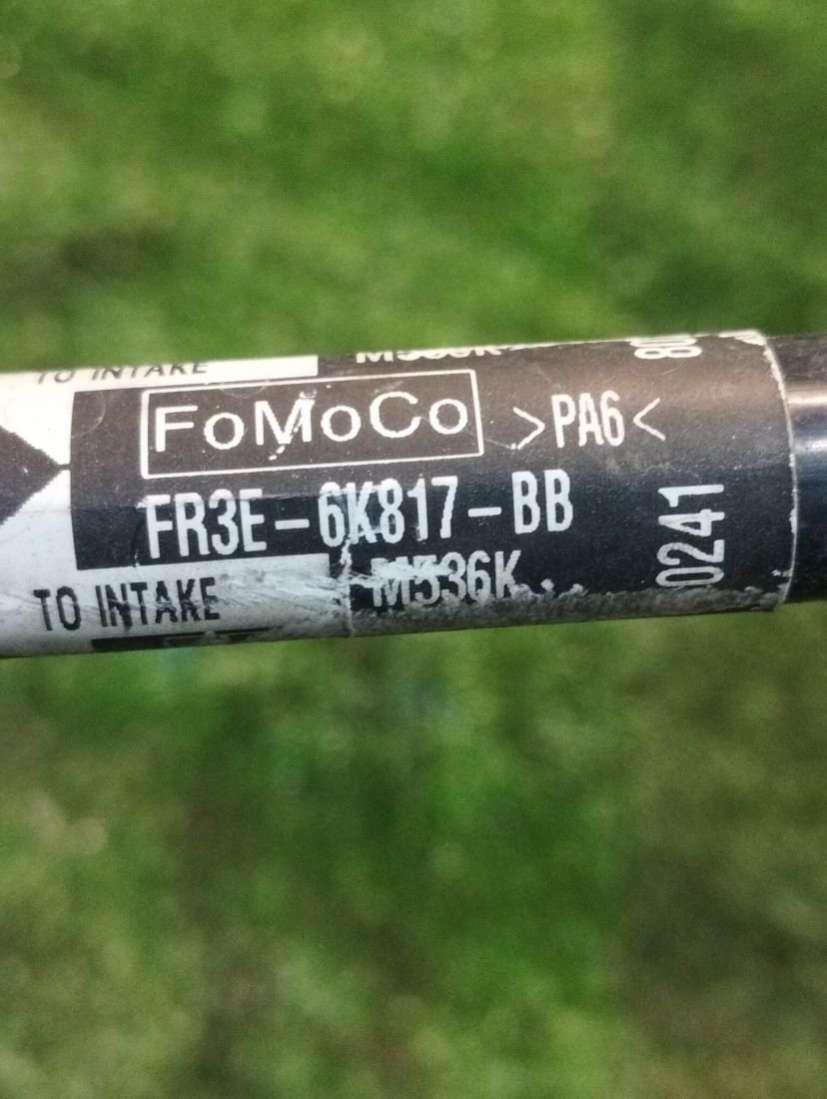 TO INTAKE
FoMoCo >PA6<
FR3E-6K817-BB
0241
M536K
TO INTAKE